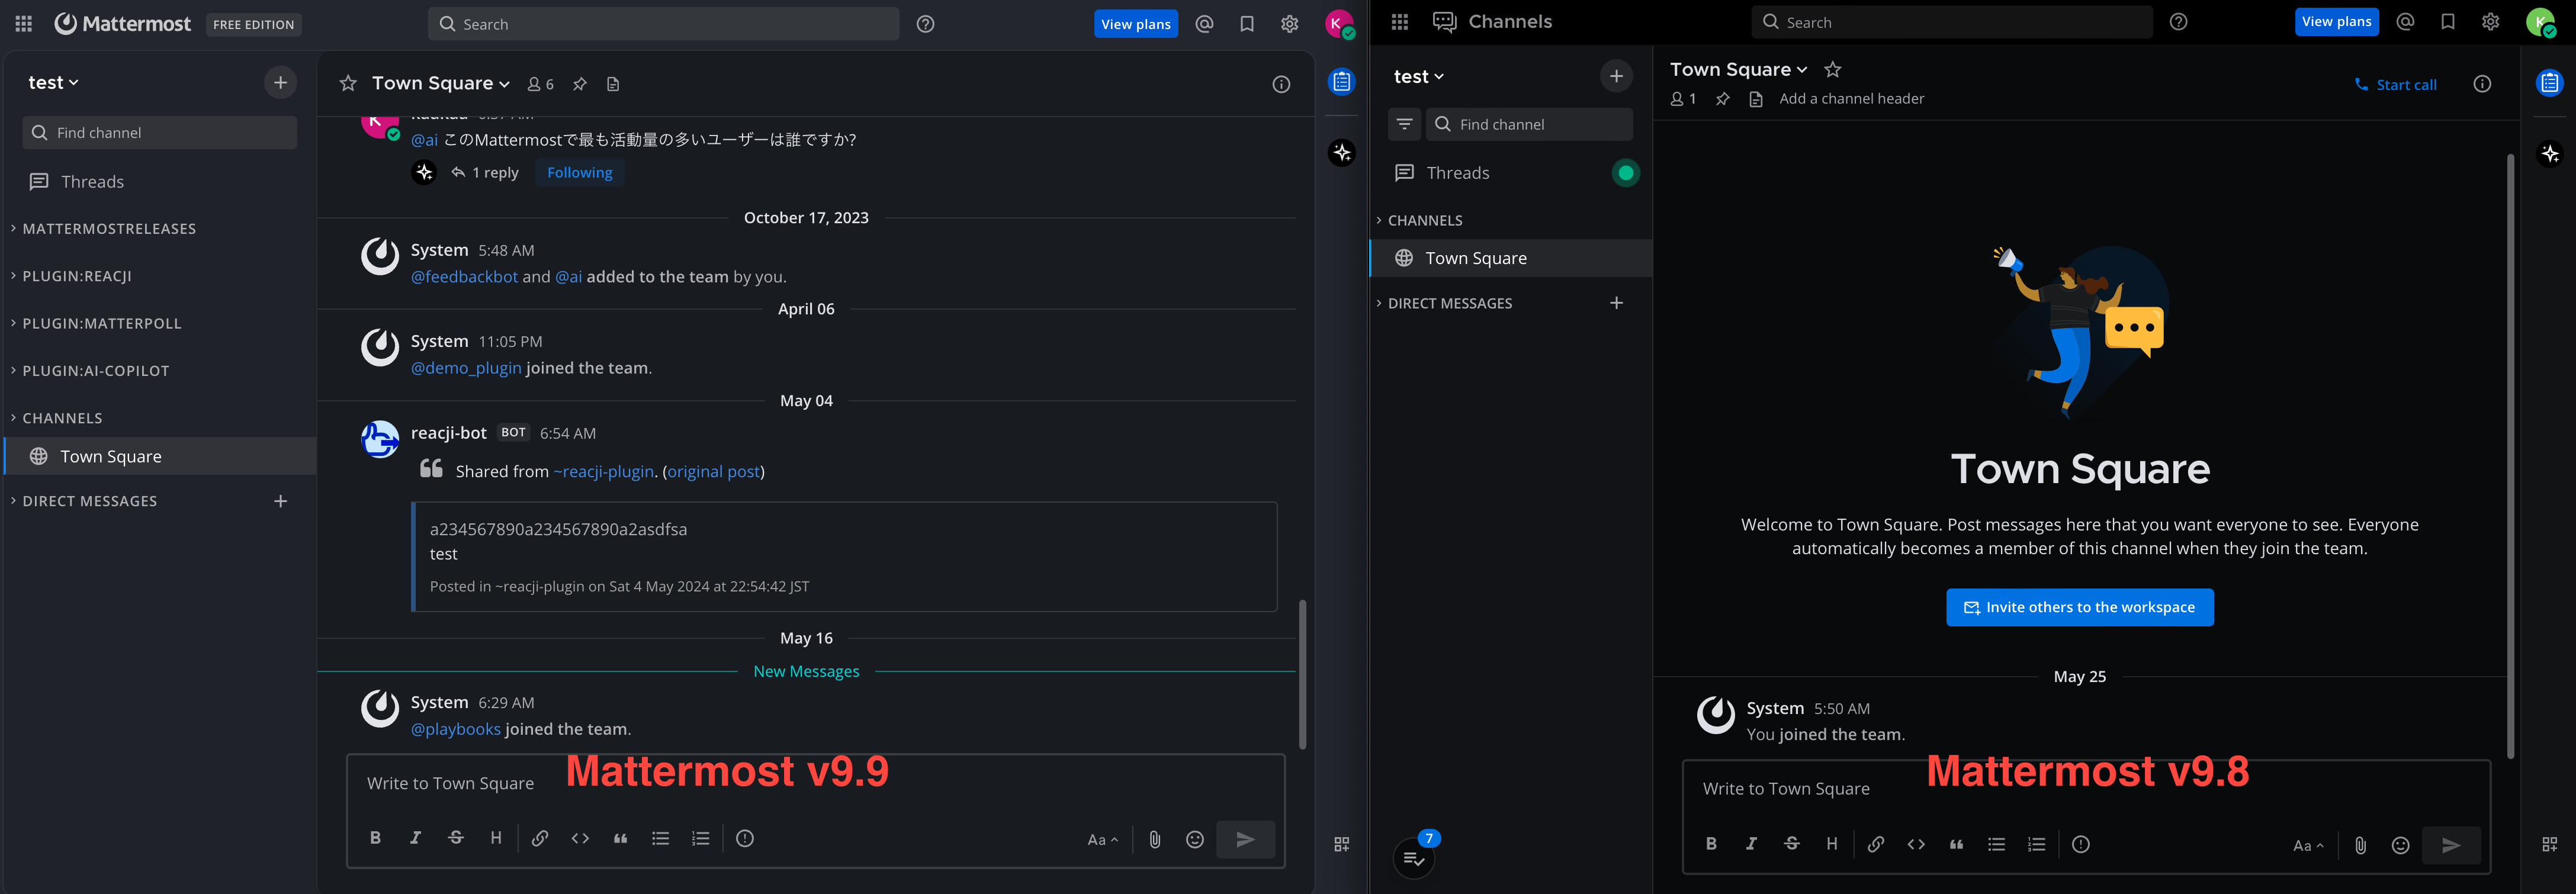 Mattermost
FREE EDITION
Search
View plans
K
test
Find channel
Threads
MATTERMOSTRELEASES
PLUGIN:REACJI
PLUGIN:MATTERPOLL
PLUGIN:AI-COPILOT
CHANNELS
Town Square
DIRECT MESSAGES
Town Square
6
@ai このMattermostで最も活動量の多いユーザーは誰ですか?
1 reply
Following
October 17, 2023
System 5:48 AM
@feedbackbot and @ai added to the team by you.
April 06
System 11:05 PM
@demo_plugin joined the team.
May 04
reacji-bot BOT 6:54 AM
Shared from ~reacji-plugin. (original post)
a234567890a234567890a2asdfsa
test
Posted in ~reacji-plugin on Sat 4 May 2024 at 22:54:42 JST
May 16
New Messages
System 6:29 AM
@playbooks joined the team.
Mattermost v9.9
Write to Town Square
B I S H
Aa
Channels
Search
View plans
K
test
Find channel
Threads
CHANNELS
Town Square
DIRECT MESSAGES
7
Town Square
1
Add a channel header
Start call
Town Square
Welcome to Town Square. Post messages here that you want everyone to see. Everyone
automatically becomes a member of this channel when they join the team.
Invite others to the workspace
May 25
System 5:50 AM
You joined the team.
Mattermost v9.8
Write to Town Square
B I S H
Aa